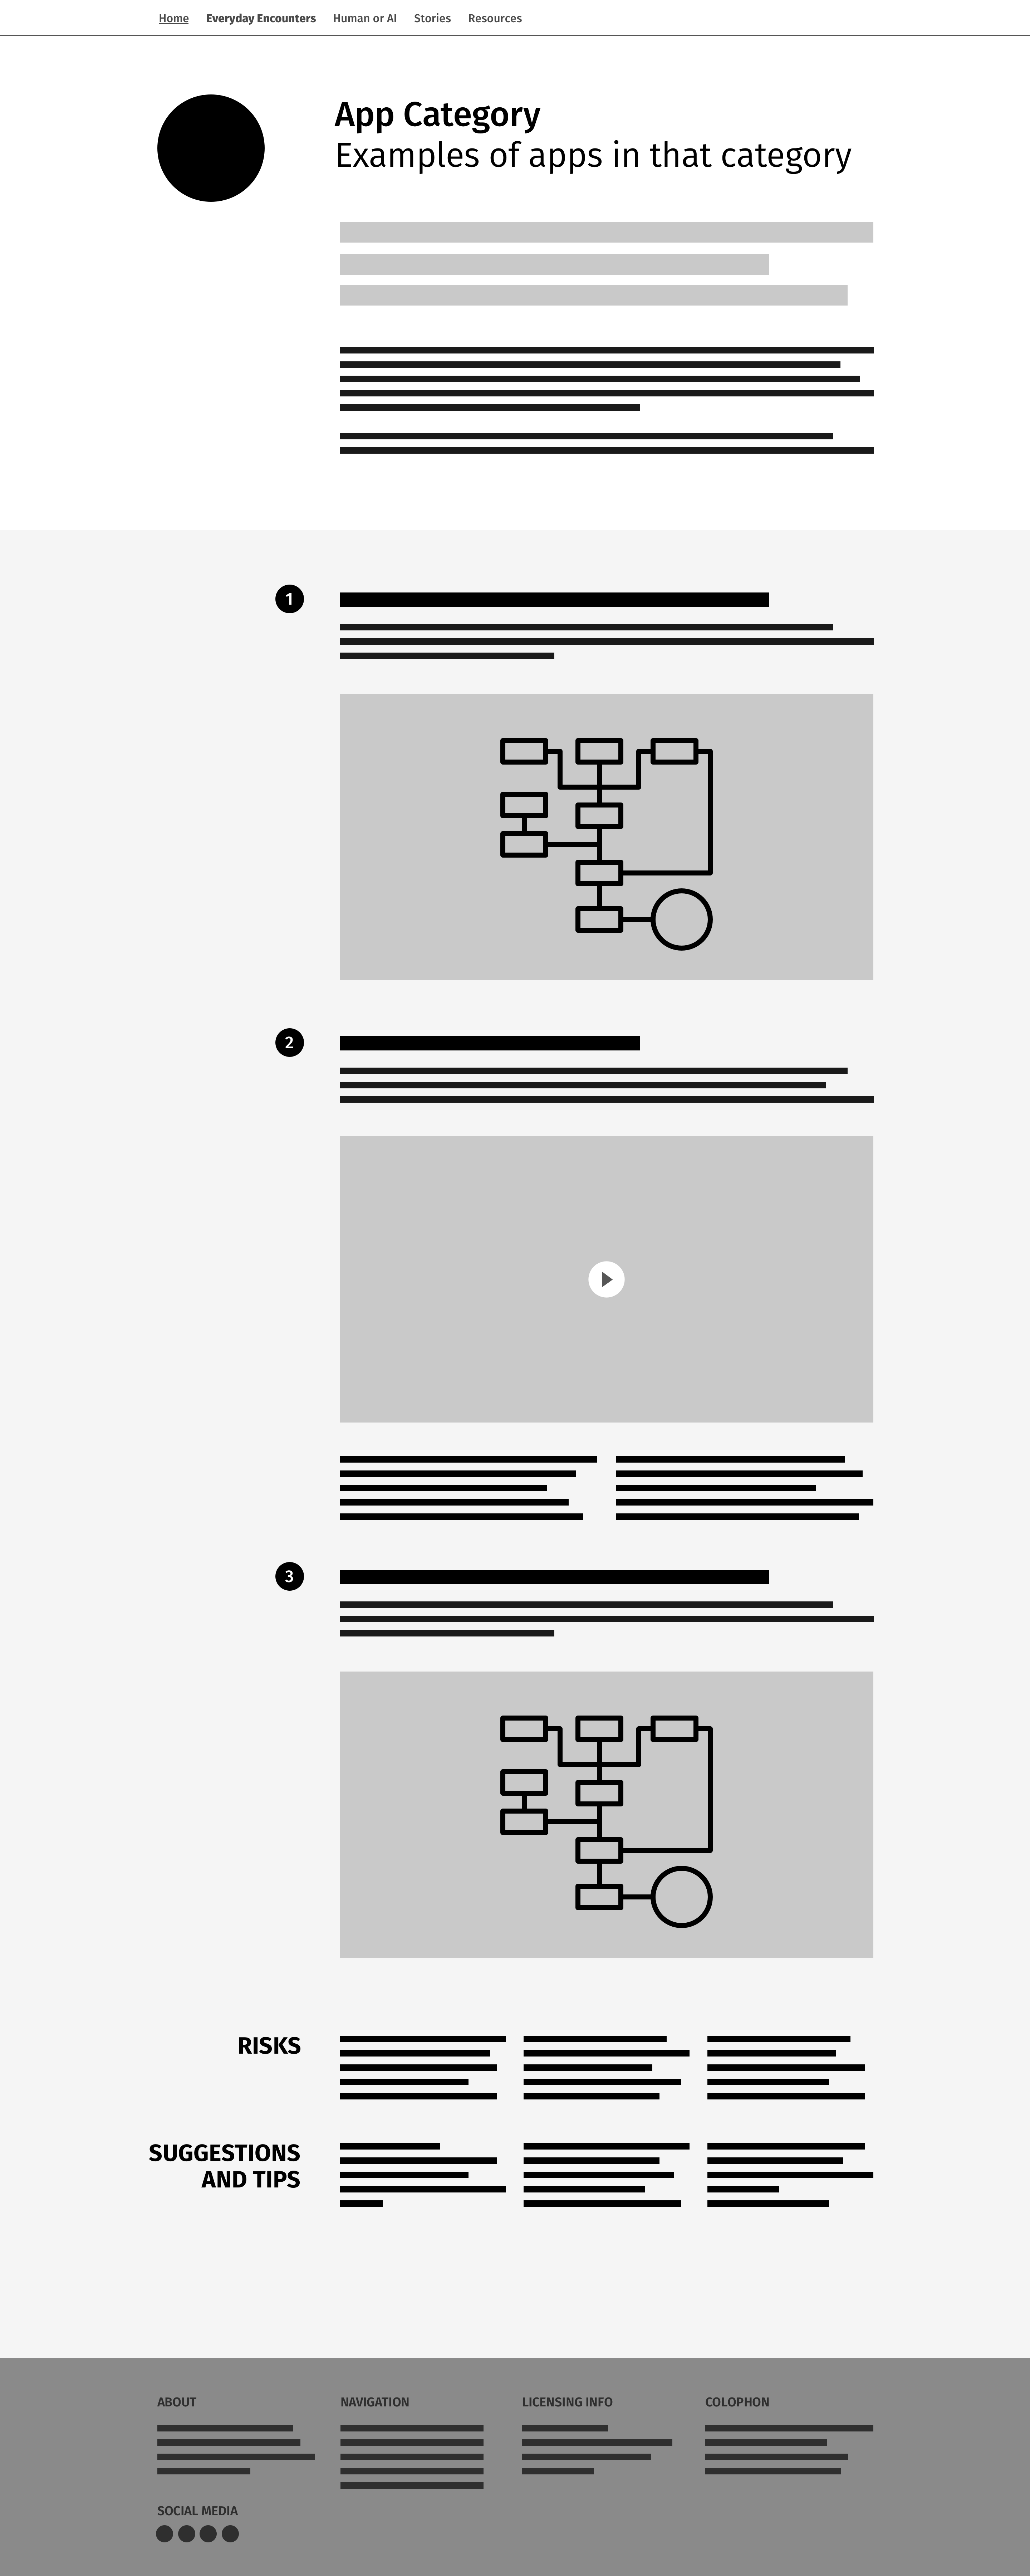 Home Everyday Encounters Human or AI Stories Resources
App Category
Examples of apps in that category
1
2
3
RISKS
SUGGESTIONS
AND TIPS
ABOUT NAVIGATION LICENSING INFO COLOPHON
SOCIAL MEDIA